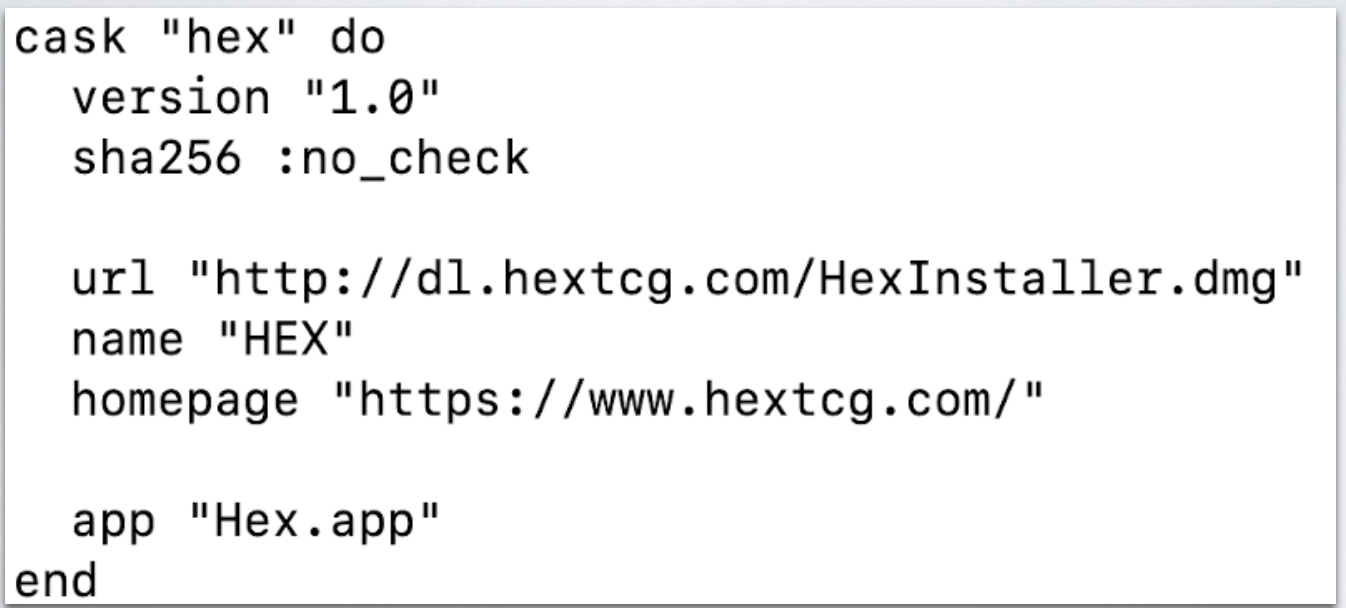 cask "hex" do
  version "1.0"
  sha256 :no_check

  url "http://dl.hextcg.com/HexInstaller.dmg"
  name "HEX"
  homepage "https://www.hextcg.com/"

  app "Hex.app"
end